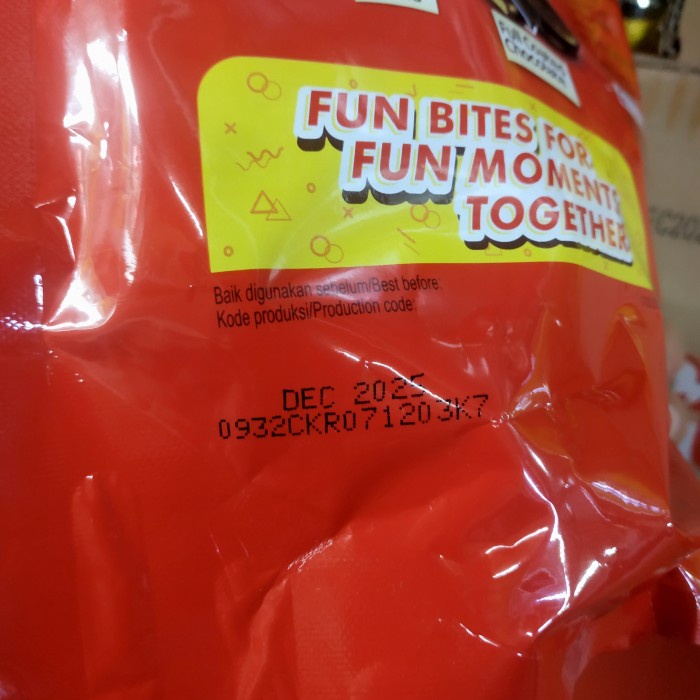 FUN BITES FOR
FUN MOMENTS
TOGETHER
Baik digunakan sebelum/Best before:
Kode produksi/Production code:
DEC 2025
0932CKR071203K7